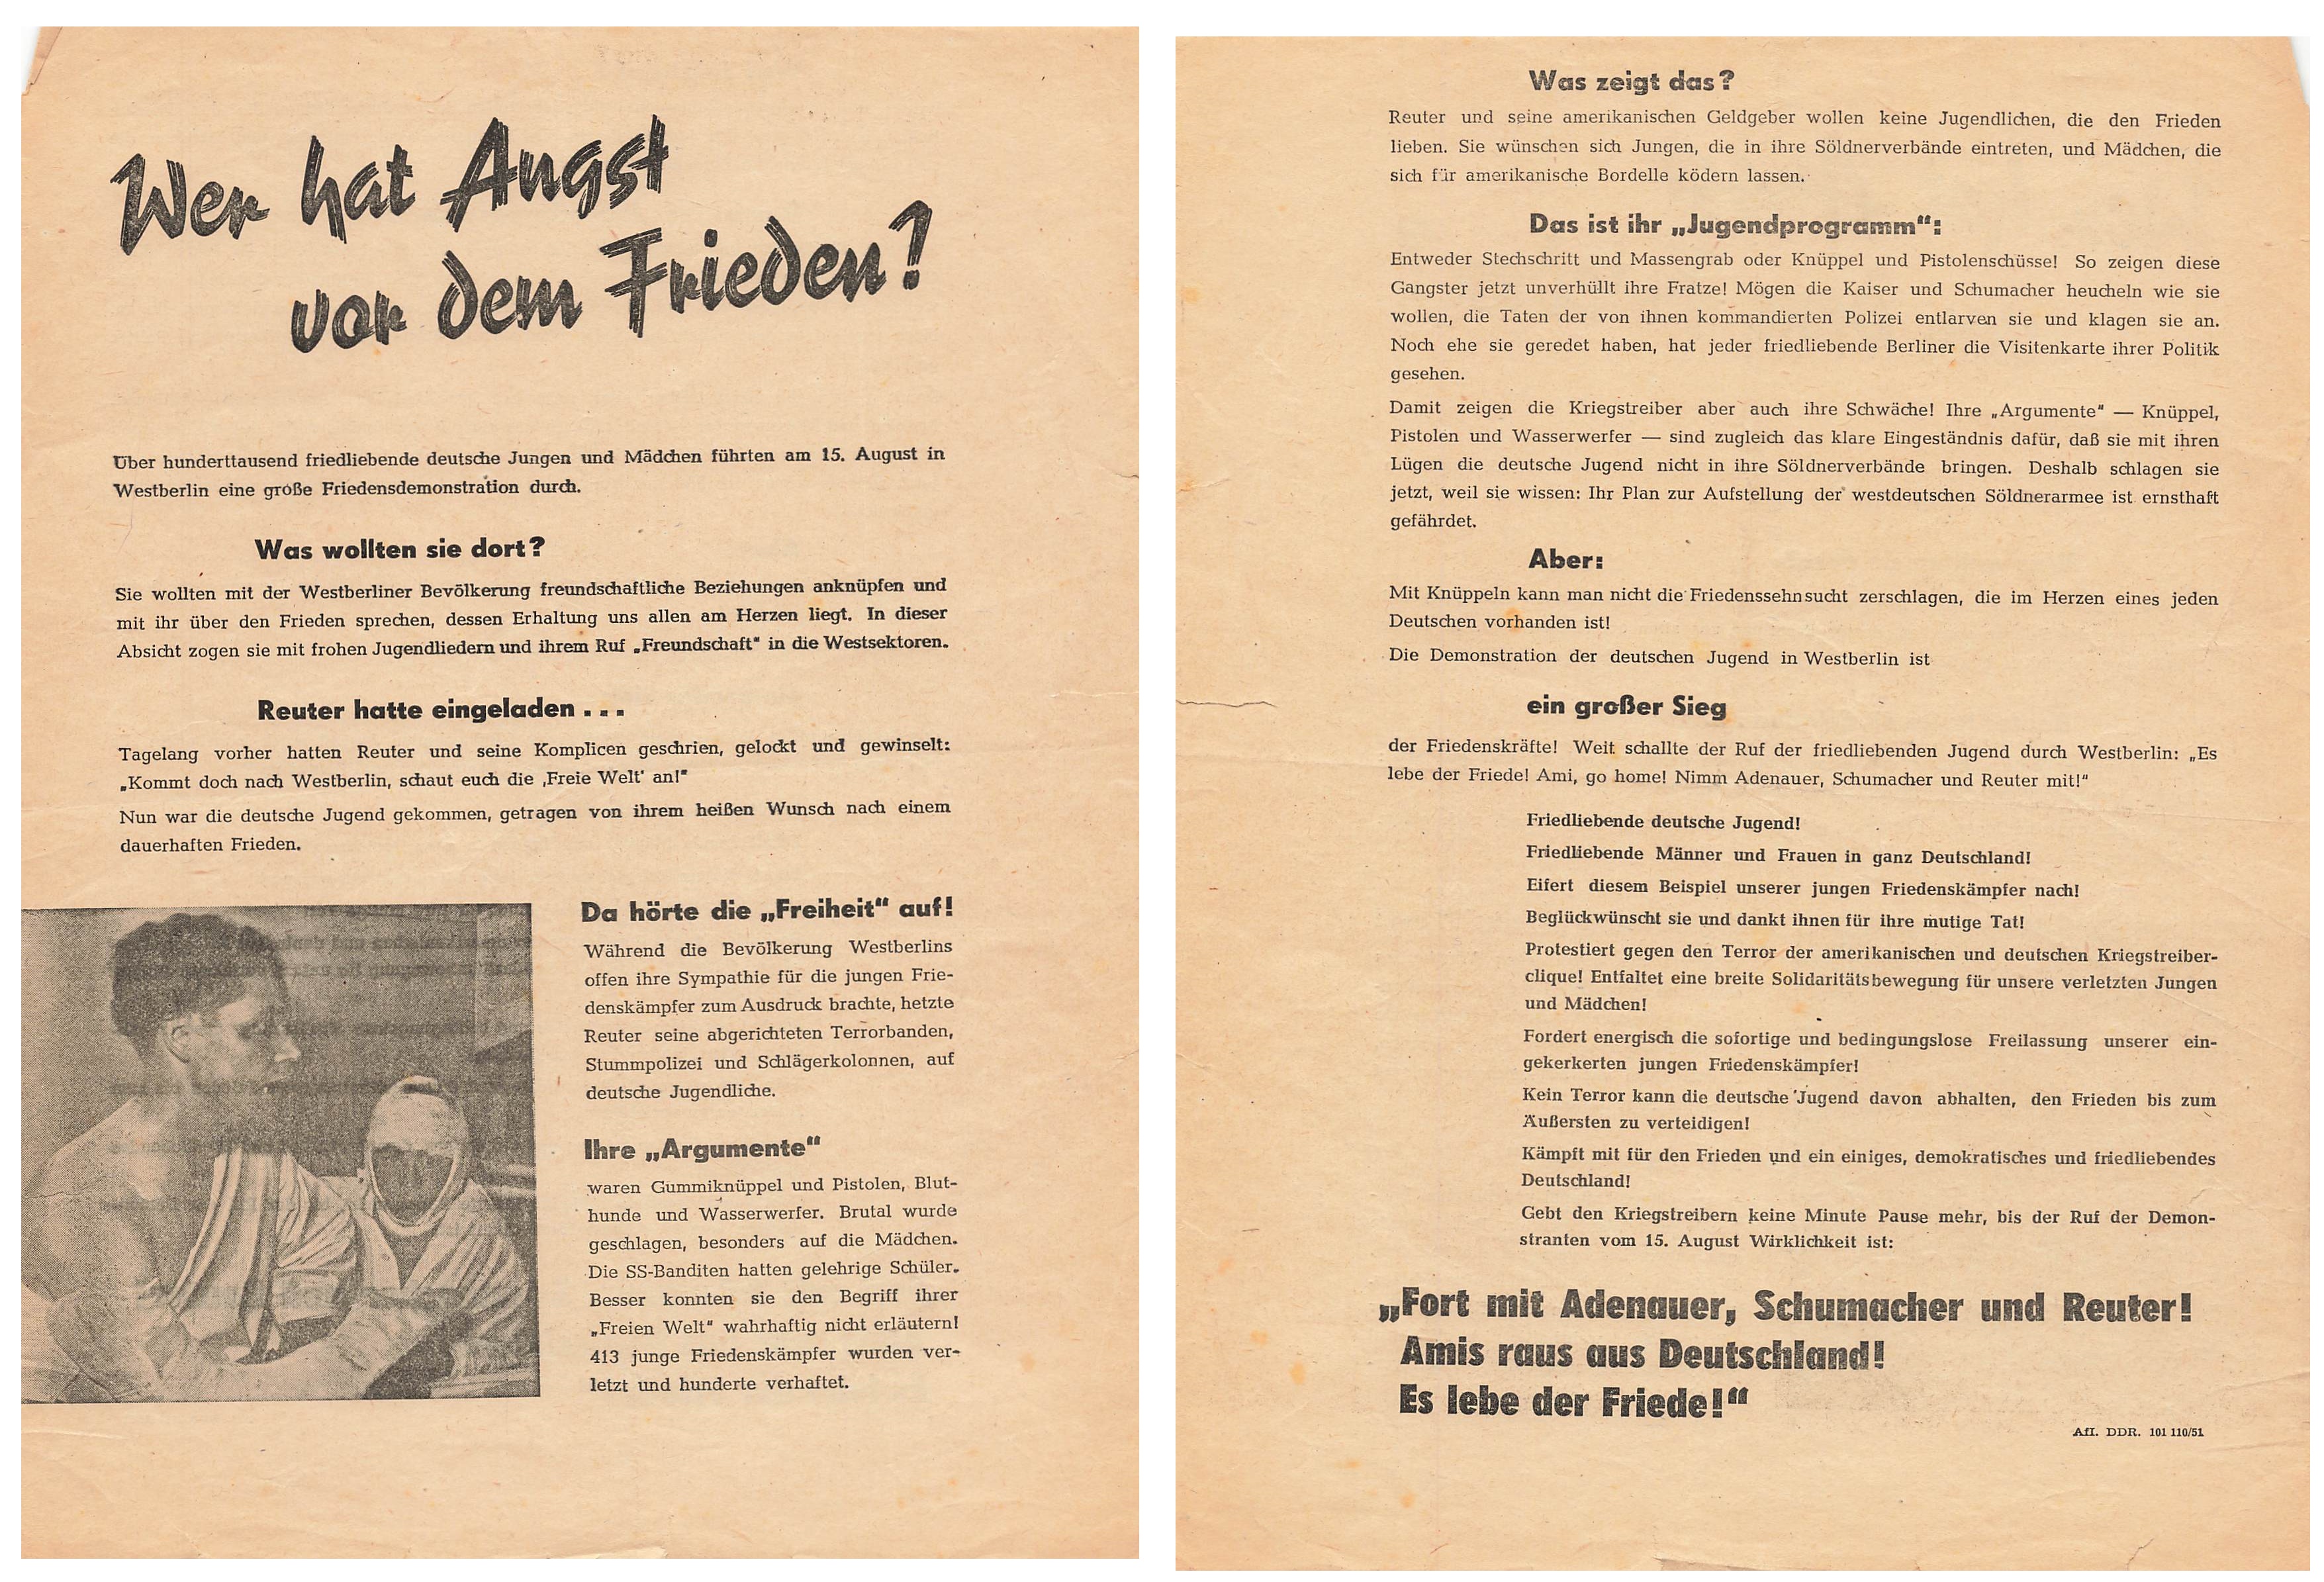 Wer hat Angst
vor dem Frieden?
Über hunderttausend friedliebende deutsche Jungen und Mädchen führten am 15. August in
Westberlin eine große Friedensdemonstration durch.
Was wollten sie dort?
Sie wollten mit der Westberliner Bevölkerung freundschaftliche Beziehungen anknüpfen und
mit ihr über den Frieden sprechen, dessen Erhaltung uns allen am Herzen liegt. In dieser
Absicht zogen sie mit frohen Jugendliedern und ihrem Ruf „Freundschaft“ in die Westsektoren.
Reuter hatte eingeladen . . .
Tagelang vorher hatten Reuter und seine Komplicen geschrien, gelockt und gewinselt:
„Kommt doch nach Westberlin, schaut euch die ‚Freie Welt‘ an!“
Nun war die deutsche Jugend gekommen, getragen von ihrem heißen Wunsch nach einem
dauerhaften Frieden.
Da hörte die „Freiheit“ auf!
Während die Bevölkerung Westberlins
offen ihre Sympathie für die jungen Frie-
denskämpfer zum Ausdruck brachte, hetzte
Reuter seine abgerichteten Terrorbanden,
Stummpolizei und Schlägerkolonnen, auf
deutsche Jugendliche.
Ihre „Argumente“
waren Gummiknüppel und Pistolen, Blut-
hunde und Wasserwerfer. Brutal wurde
geschlagen, besonders auf die Mädchen.
Die SS-Banditen hatten gelehrige Schüler.
Besser konnten sie den Begriff ihrer
„Freien Welt“ wahrhaftig nicht erläutern!
413 junge Friedenskämpfer wurden ver-
letzt und hunderte verhaftet.
Was zeigt das?
Reuter und seine amerikanischen Geldgeber wollen keine Jugendlichen, die den Frieden
lieben. Sie wünschen sich Jungen, die in ihre Söldnerverbände eintreten, und Mädchen, die
sich für amerikanische Bordelle ködern lassen.
Das ist ihr „Jugendprogramm“:
Entweder Stechschritt und Massengrab oder Knüppel und Pistolenschüsse! So zeigen diese
Gangster jetzt unverhüllt ihre Fratze! Mögen die Kaiser und Schumacher heucheln wie sie
wollen, die Taten der von ihnen kommandierten Polizei entlarven sie und klagen sie an.
Noch ehe sie geredet haben, hat jeder friedliebende Berliner die Visitenkarte ihrer Politik
gesehen.
Damit zeigen die Kriegstreiber aber auch ihre Schwäche! Ihre „Argumente“ — Knüppel,
Pistolen und Wasserwerfer — sind zugleich das klare Eingeständnis dafür, daß sie mit ihren
Lügen die deutsche Jugend nicht in ihre Söldnerverbände bringen. Deshalb schlagen sie
jetzt, weil sie wissen: Ihr Plan zur Aufstellung der westdeutschen Söldnerarmee ist ernsthaft
gefährdet.
Aber:
Mit Knüppeln kann man nicht die Friedenssehnsucht zerschlagen, die im Herzen eines jeden
Deutschen vorhanden ist!
Die Demonstration der deutschen Jugend in Westberlin ist
ein großer Sieg
der Friedenskräfte! Weit schallte der Ruf der friedliebenden Jugend durch Westberlin: „Es
lebe der Friede! Ami, go home! Nimm Adenauer, Schumacher und Reuter mit!“
Friedliebende deutsche Jugend!
Friedliebende Männer und Frauen in ganz Deutschland!
Eifert diesem Beispiel unserer jungen Friedenskämpfer nach!
Beglückwünscht sie und dankt ihnen für ihre mutige Tat!
Protestiert gegen den Terror der amerikanischen und deutschen Kriegstreiber-
clique! Entfaltet eine breite Solidaritätsbewegung für unsere verletzten Jungen
und Mädchen!
Fordert energisch die sofortige und bedingungslose Freilassung unserer ein-
gekerkerten jungen Friedenskämpfer!
Kein Terror kann die deutsche Jugend davon abhalten, den Frieden bis zum
Äußersten zu verteidigen!
Kämpft mit für den Frieden und ein einiges, demokratisches und friedliebendes
Deutschland!
Gebt den Kriegstreibern keine Minute Pause mehr, bis der Ruf der Demon-
stranten vom 15. August Wirklichkeit ist:
„Fort mit Adenauer, Schumacher und Reuter!
Amis raus aus Deutschland!
Es lebe der Friede!“
AfI. DDR. 101 110/51